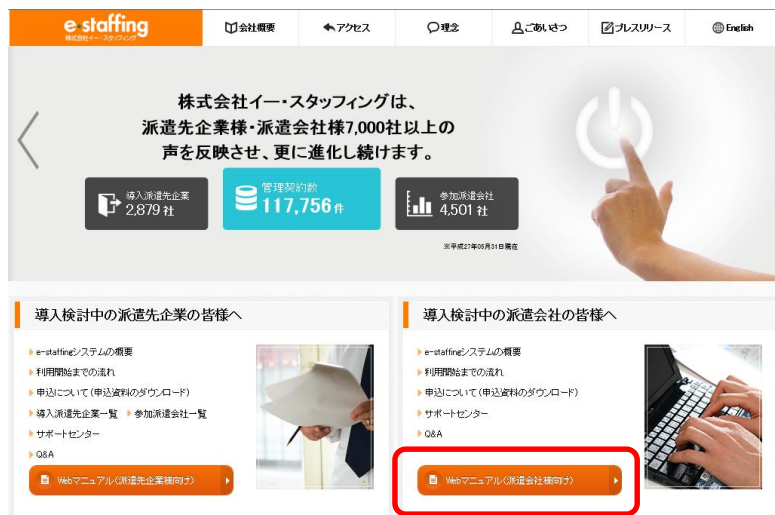 e-staffing
株式会社イー・スタッフィング
会社概要
アクセス
理念
ごあいさつ
プレスリリース
English
株式会社イー・スタッフィングは、
派遣先企業様・派遣会社様7,000社以上の
声を反映させ、更に進化し続けます。
導入派遣先企業
2,879 社
管理契約数
117,756 件
参加派遣会社
4,501 社
※平成27年05月31日現在
導入検討中の派遣先企業の皆様へ
e-staffingシステムの概要
利用開始までの流れ
申込について(申込資料のダウンロード)
導入派遣先企業一覧 参加派遣会社一覧
サポートセンター
Q&A
Webマニュアル(派遣先企業様向け)
導入検討中の派遣会社の皆様へ
e-staffingシステムの概要
利用開始までの流れ
申込について(申込資料のダウンロード)
サポートセンター
Q&A
Webマニュアル(派遣会社様向け)